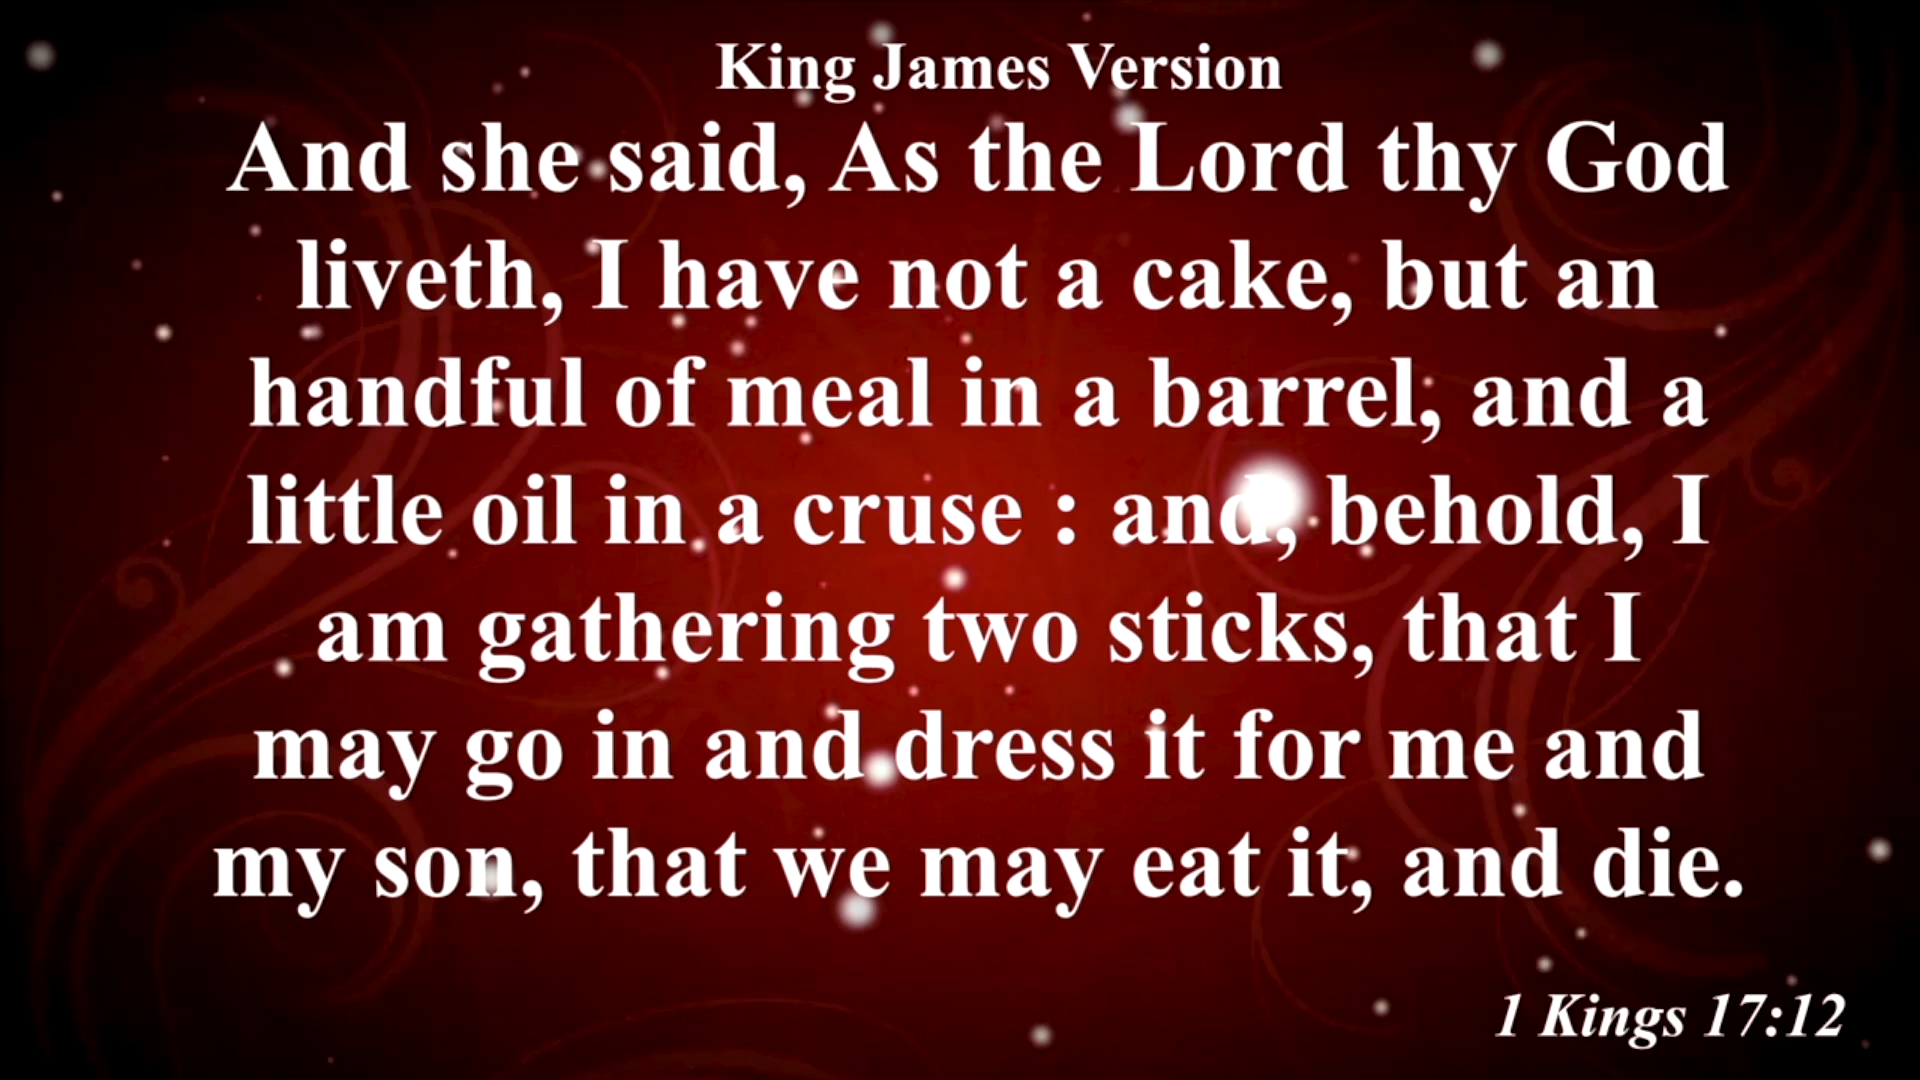 King James Version
And she said, As the Lord thy God
liveth, I have not a cake, but an
handful of meal in a barrel, and a
little oil in a cruse : and, behold, I
am gathering two sticks, that I
may go in and dress it for me and
my son, that we may eat it, and die.
1 Kings 17:12